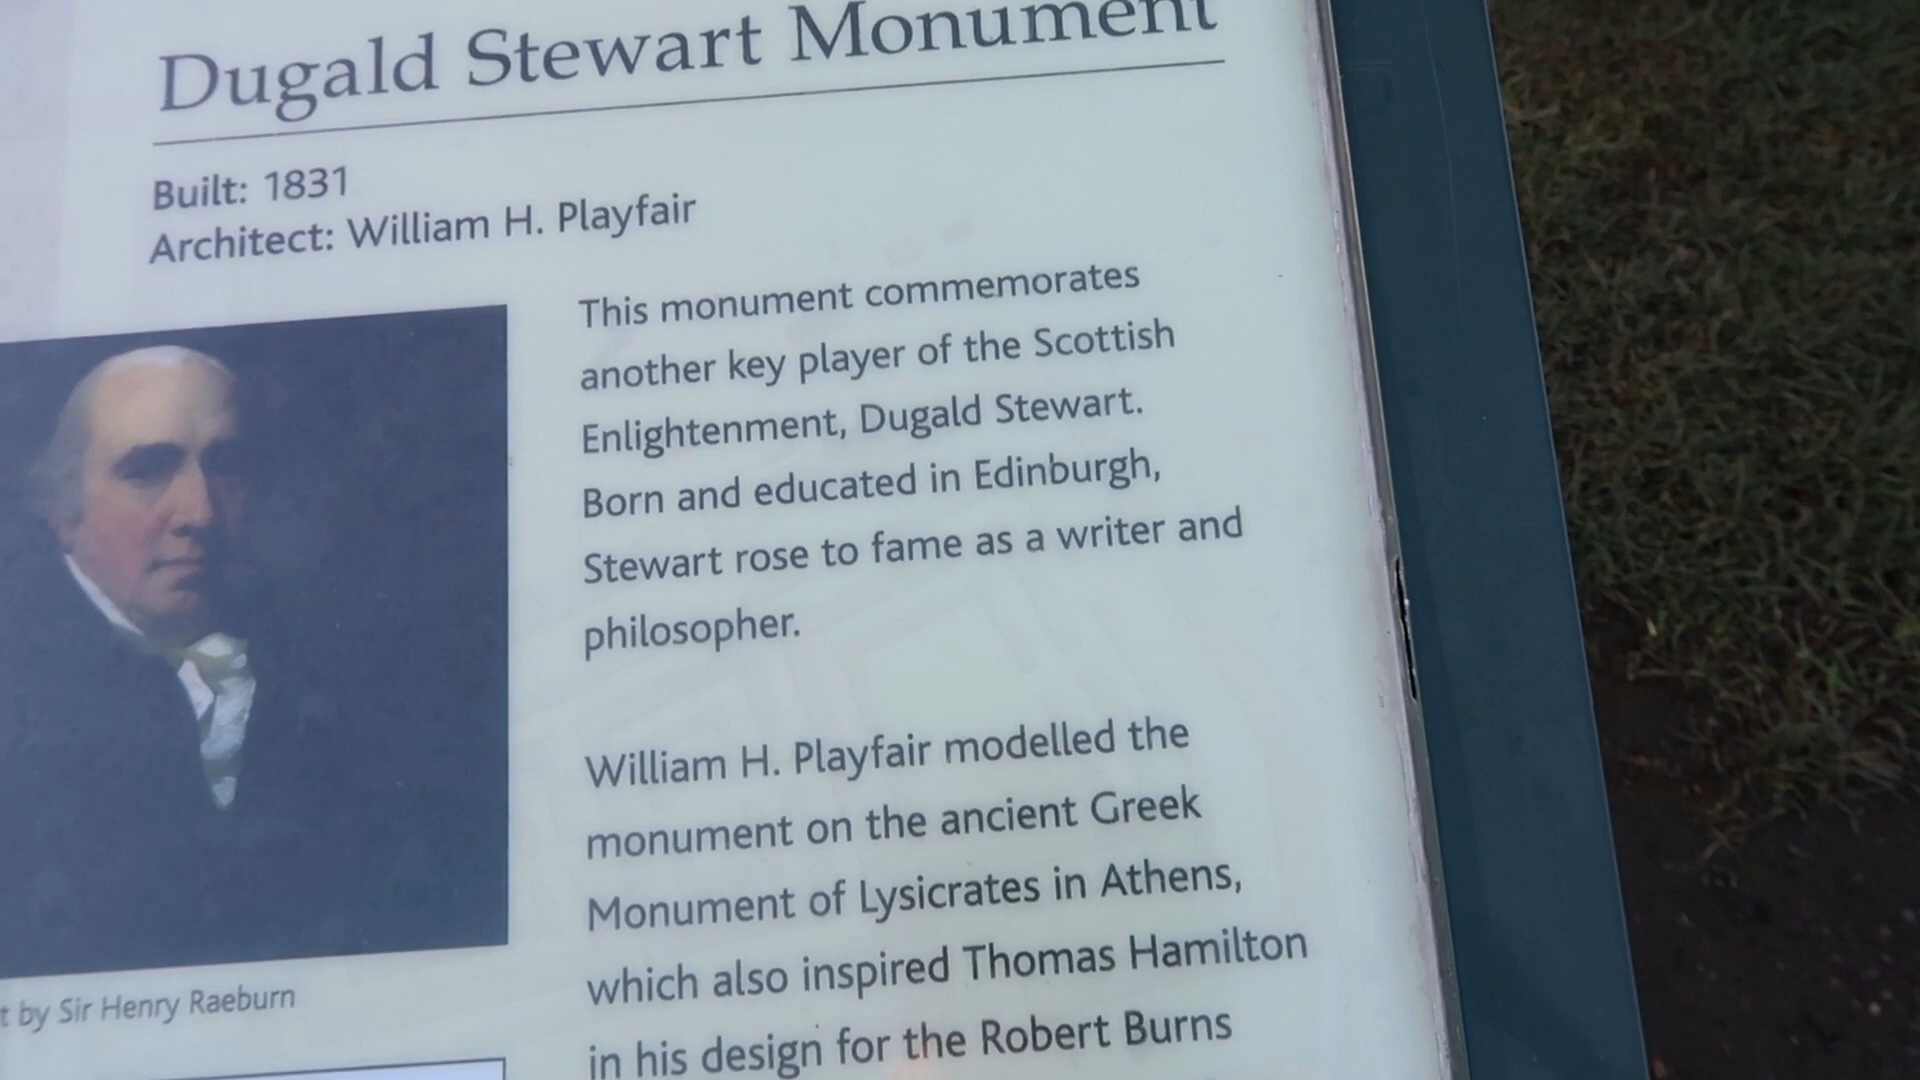 Dugald Stewart Monument
Built: 1831
Architect: William H. Playfair
This monument commemorates
another key player of the Scottish
Enlightenment, Dugald Stewart.
Born and educated in Edinburgh,
Stewart rose to fame as a writer and
philosopher.
William H. Playfair modelled the
monument on the ancient Greek
Monument of Lysicrates in Athens,
which also inspired Thomas Hamilton
in his design for the Robert Burns
by Sir Henry Raeburn